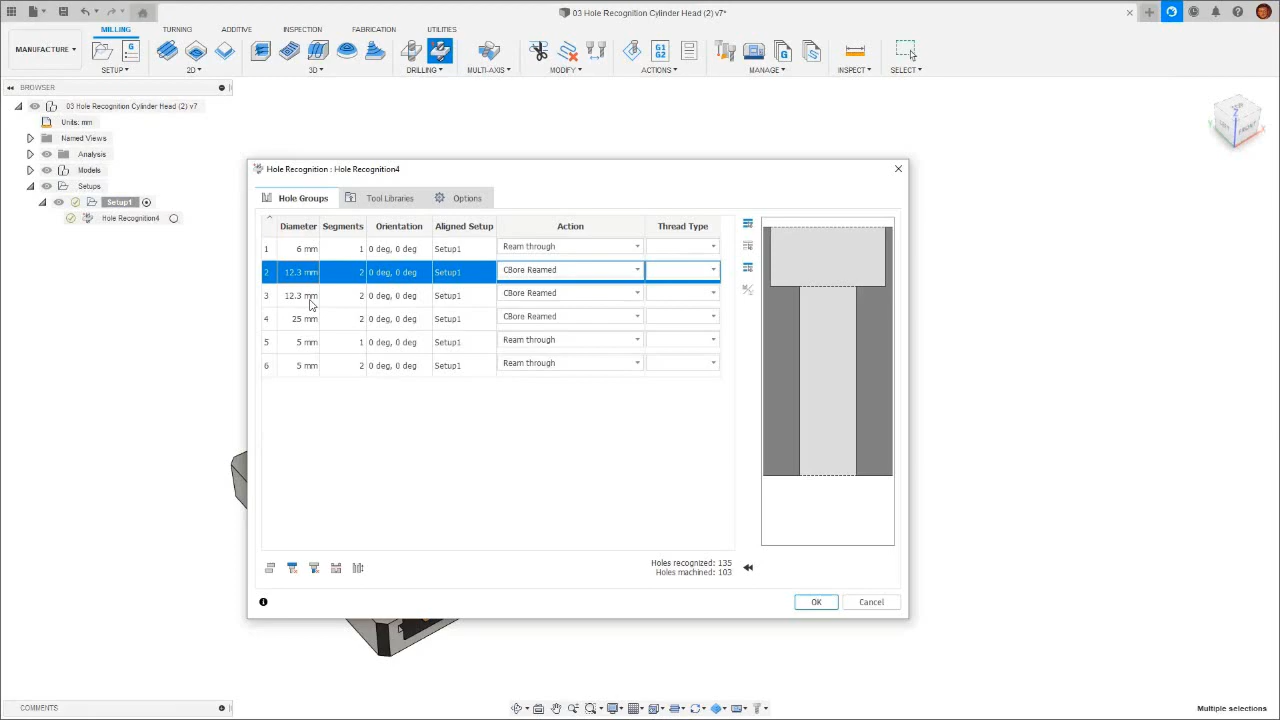 03 Hole Recognition Cylinder Head (2) v7*
MILLING TURNING ADDITIVE INSPECTION FABRICATION UTILITIES
MANUFACTURE
G
G1
G2
G
SETUP 2D 3D DRILLING MULTI-AXIS MODIFY ACTIONS MANAGE INSPECT SELECT
BROWSER
03 Hole Recognition Cylinder Head (2) v7
Units: mm
Named Views
Analysis
Models
Setups
Setup1
Hole Recognition4
Z
LEFT FRONT
Y X
Hole Recognition : Hole Recognition4
Hole Groups Tool Libraries Options
Diameter Segments Orientation Aligned Setup Action Thread Type
1 6 mm 1 0 deg, 0 deg Setup1 Ream through
2 12.3 mm 2 0 deg, 0 deg Setup1 CBore Reamed
3 12.3 mm 2 0 deg, 0 deg Setup1 CBore Reamed
4 25 mm 2 0 deg, 0 deg Setup1 CBore Reamed
5 5 mm 1 0 deg, 0 deg Setup1 Ream through
6 5 mm 2 0 deg, 0 deg Setup1 Ream through
Holes recognized: 135
Holes machined: 103
OK Cancel
COMMENTS
Multiple selections